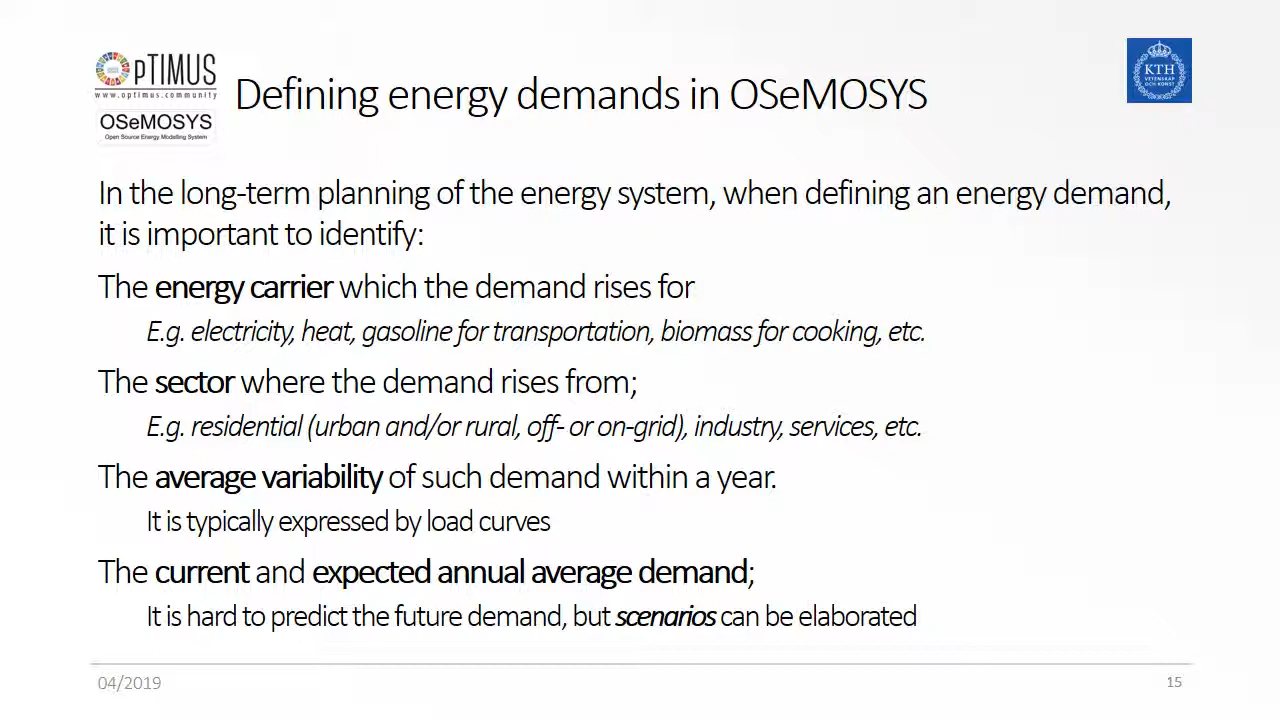 OpTIMUS
www.optimus.community
OSeMOSYS
Open Source Energy Modelling System
Defining energy demands in OSeMOSYS
KTH
VETENSKAP
OCH KONST
In the long-term planning of the energy system, when defining an energy demand,
it is important to identify:
The energy carrier which the demand rises for
E.g. electricity, heat, gasoline for transportation, biomass for cooking, etc.
The sector where the demand rises from;
E.g. residential (urban and/or rural, off- or on-grid), industry, services, etc.
The average variability of such demand within a year.
It is typically expressed by load curves
The current and expected annual average demand;
It is hard to predict the future demand, but scenarios can be elaborated
04/2019
15